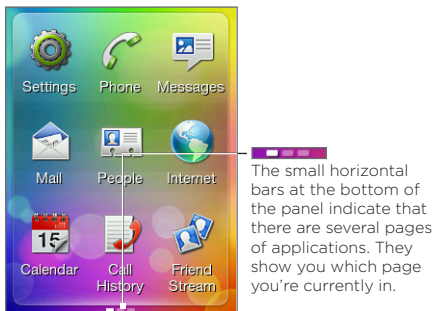 Settings Phone Messages
Mail People Internet
15
Calendar Call History Friend Stream
The small horizontal
bars at the bottom of
the panel indicate that
there are several pages
of applications. They
show you which page
you're currently in.